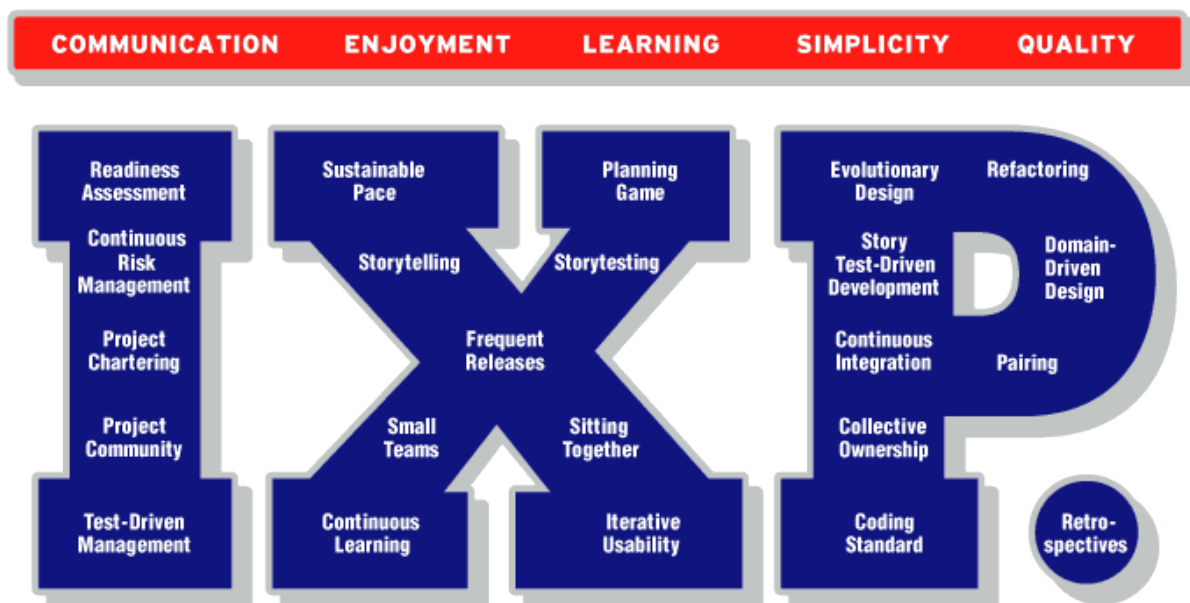 COMMUNICATION ENJOYMENT LEARNING SIMPLICITY QUALITY
Readiness
Assessment
Continuous
Risk
Management
Project
Chartering
Project
Community
Test-Driven
Management
Sustainable
Pace
Planning
Game
Storytelling
Storytesting
Frequent
Releases
Small
Teams
Sitting
Together
Continuous
Learning
Iterative
Usability
Evolutionary
Design
Refactoring
Story
Test-Driven
Development
Domain-
Driven
Design
Continuous
Integration
Pairing
Collective
Ownership
Coding
Standard
Retro-
spectives